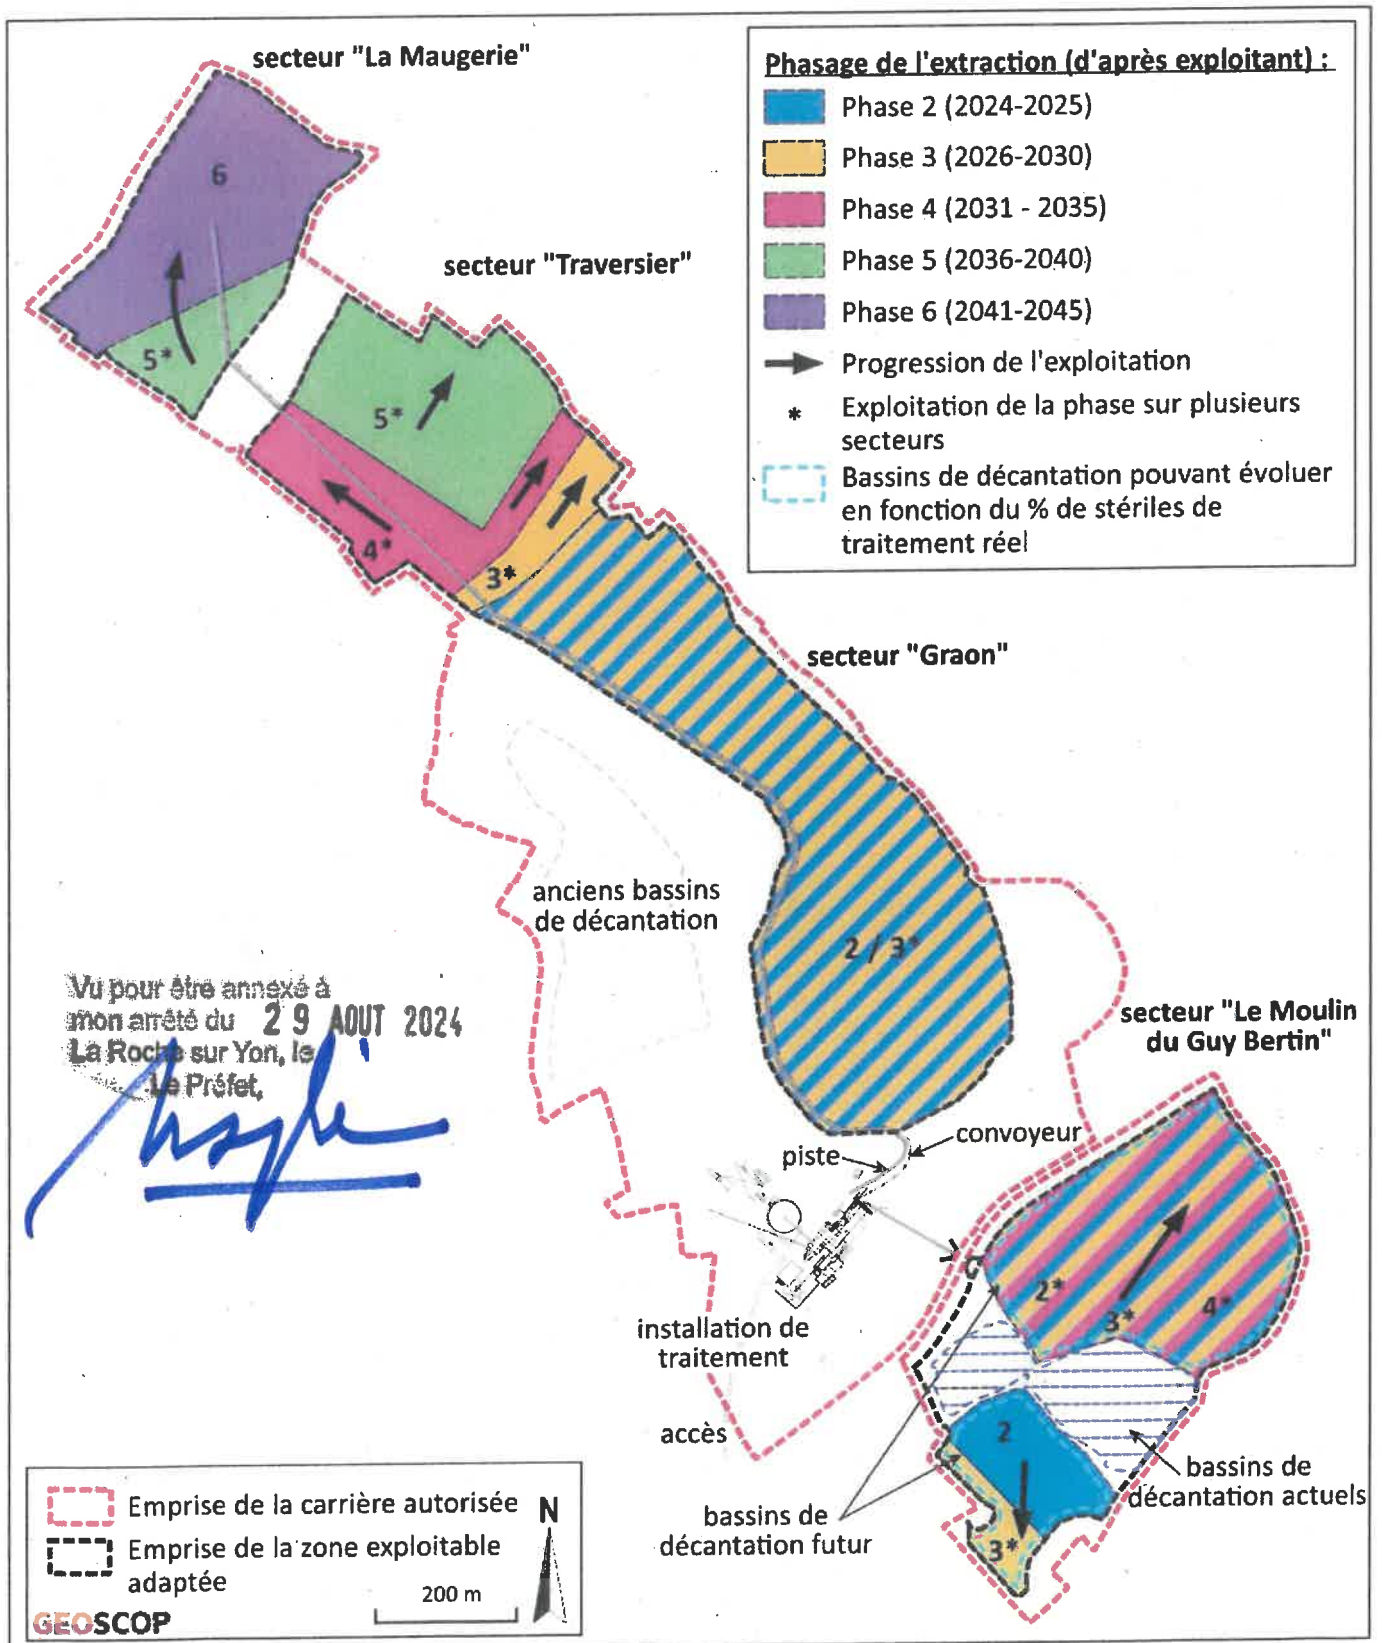 secteur "La Maugerie"
Phasage de l'extraction (d'après exploitant) :
Phase 2 (2024-2025)
Phase 3 (2026-2030)
Phase 4 (2031 - 2035)
Phase 5 (2036-2040)
Phase 6 (2041-2045)
Progression de l'exploitation
* Exploitation de la phase sur plusieurs
secteurs
Bassins de décantation pouvant évoluer
en fonction du % de stériles de
traitement réel
6
secteur "Traversier"
5*
5*
4*
3*
secteur "Graon"
anciens bassins
de décantation
2 / 3*
Vu pour être annexé à
mon arrêté du 29 AOUT 2024
La Roche sur Yon, le
Le Préfet,
secteur "Le Moulin
du Guy Bertin"
convoyeur
piste
2*
3*
4*
installation de
traitement
accès
2
3*
bassins de
décantation actuels
bassins de
décantation futur
Emprise de la carrière autorisée
Emprise de la zone exploitable
adaptée
N
200 m
GEOSCOP